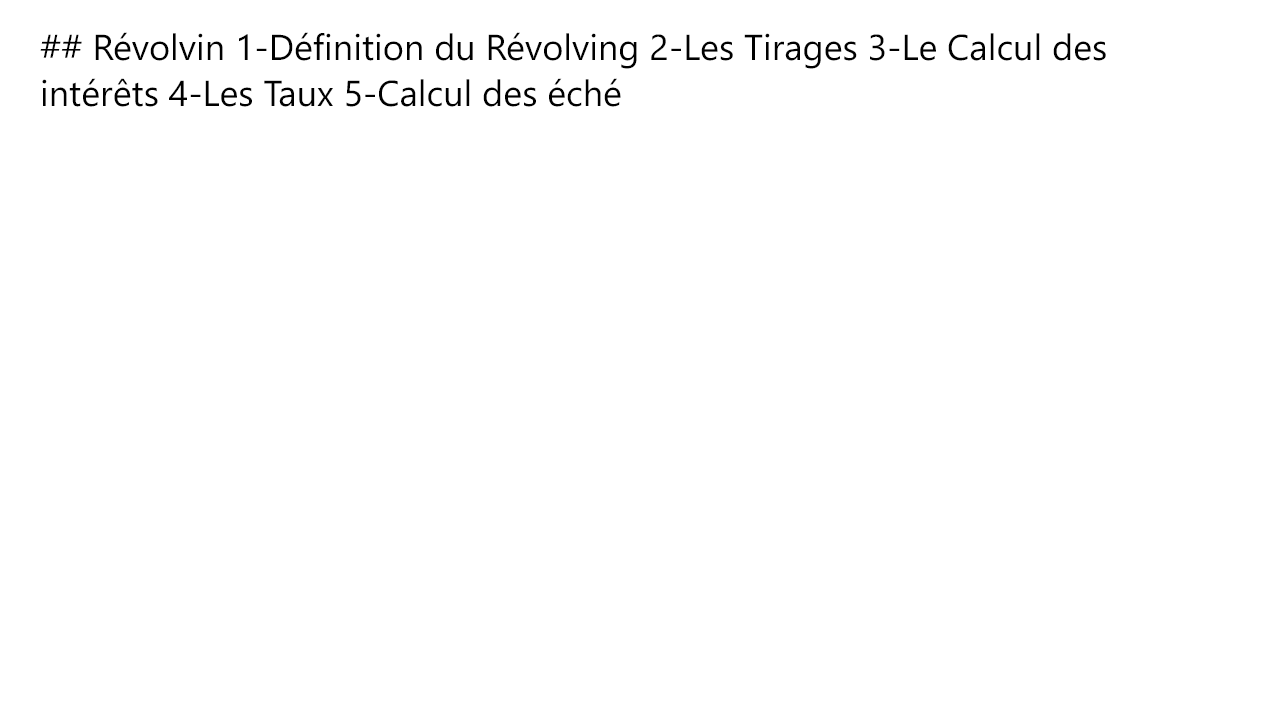 ## Révolvin 1-Définition du Révolving 2-Les Tirages 3-Le Calcul des
intérêts 4-Les Taux 5-Calcul des éché